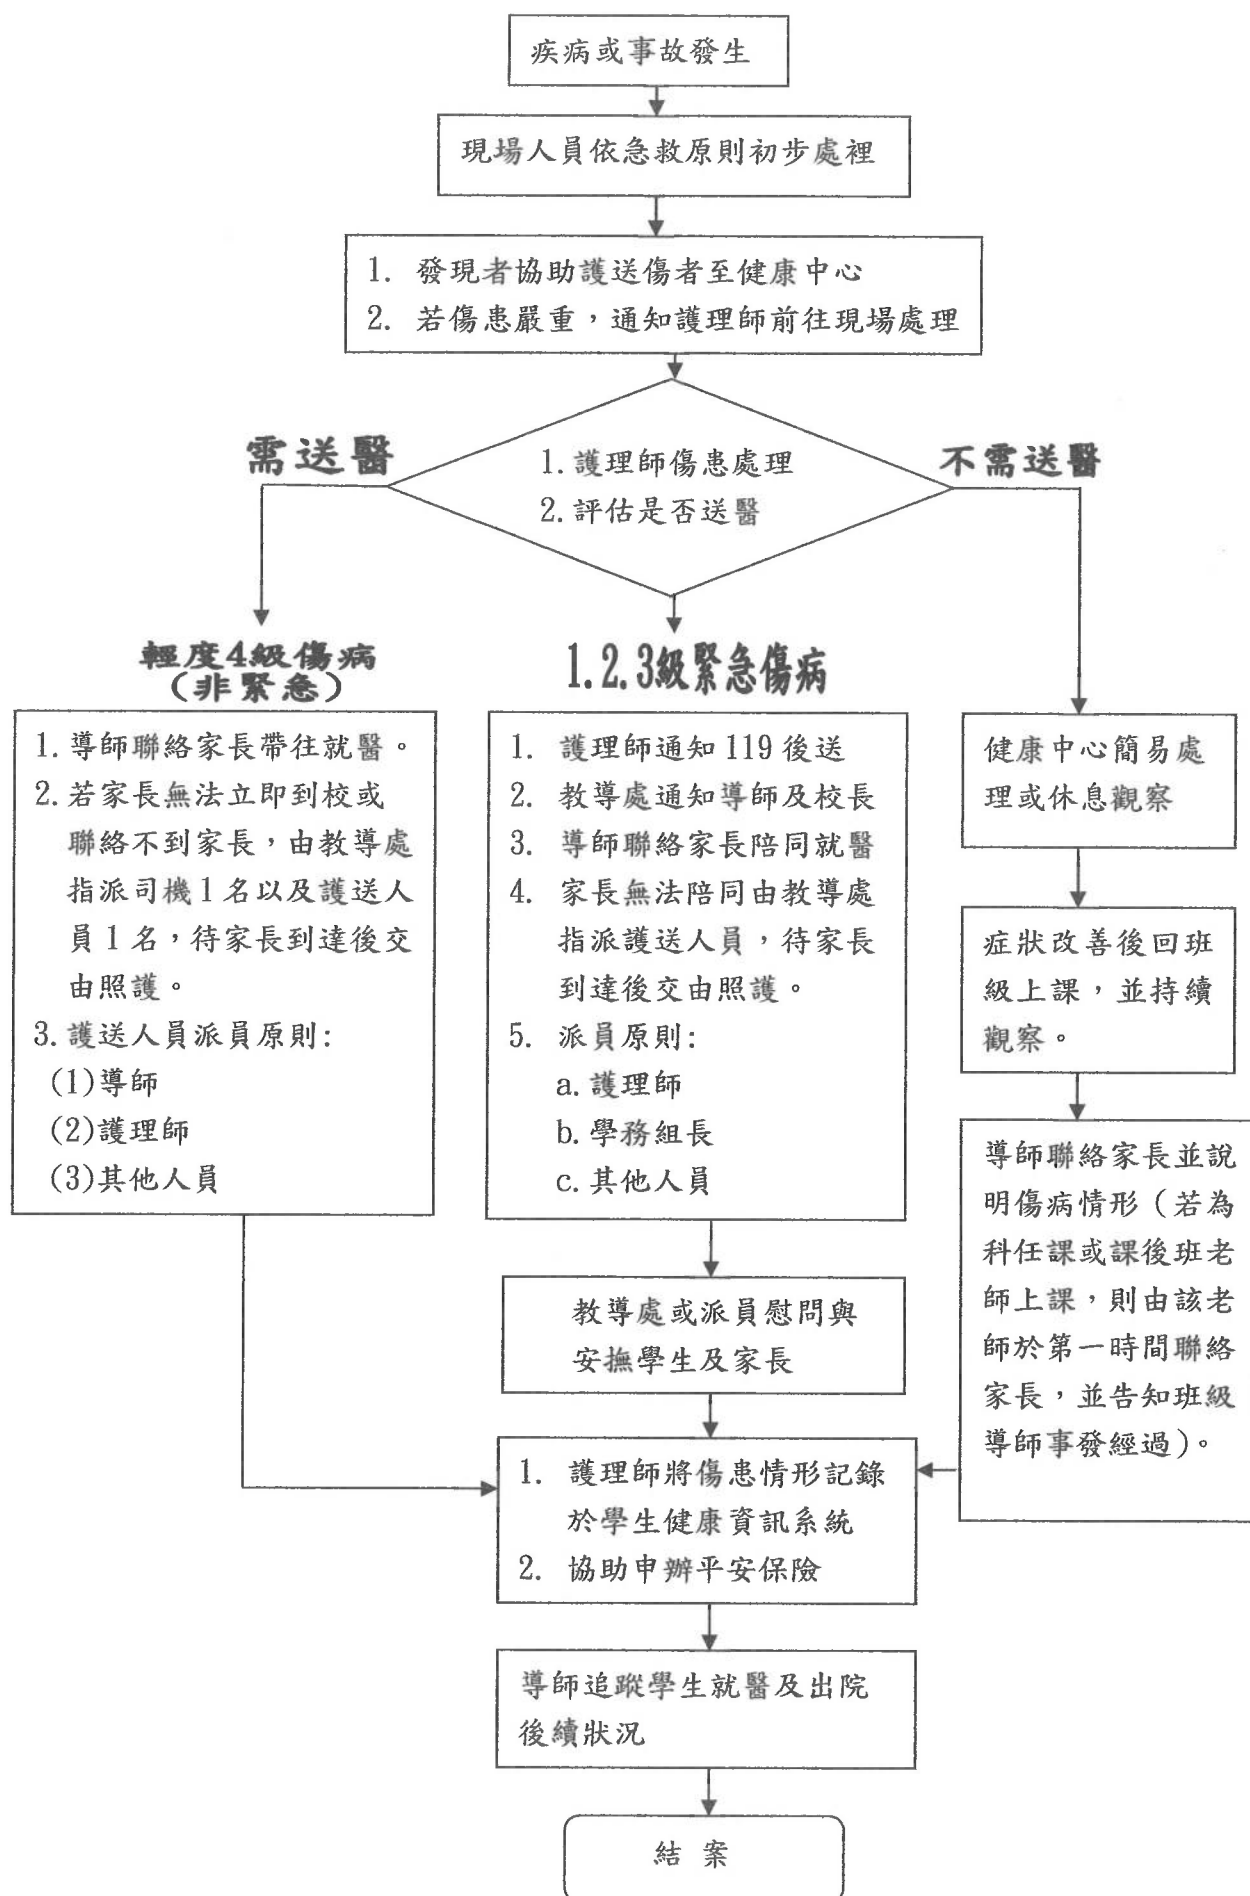 疾病或事故發生
現場人員依急救原則初步處裡
1. 發現者協助護送傷者至健康中心
2. 若傷患嚴重，通知護理師前往現場處理
需送醫
1.護理師傷患處理
2.評估是否送醫
不需送醫
輕度4級傷病
(非緊急)
1.導師聯絡家長帶往就醫。
2.若家長無法立即到校或
聯絡不到家長，由教導處
指派司機1名以及護送人
員1名，待家長到達後交
由照護。
3.護送人員派員原則:
(1)導師
(2)護理師
(3)其他人員
1.2.3級緊急傷病
1. 護理師通知119後送
2. 教導處通知導師及校長
3. 導師聯絡家長陪同就醫
4. 家長無法陪同由教導處
指派護送人員，待家長
到達後交由照護。
5. 派員原則:
a.護理師
b.學務組長
c.其他人員
健康中心簡易處
理或休息觀察
症狀改善後回班
級上課，並持續
觀察。
導師聯絡家長並說
明傷病情形（若為
科任課或課後班老
師上課，則由該老
師於第一時間聯絡
家長，並告知班級
導師事發經過)。
教導處或派員慰問與
安撫學生及家長
1. 護理師將傷患情形記錄
於學生健康資訊系統
2. 協助申辦平安保險
導師追蹤學生就醫及出院
後續狀況
結 案